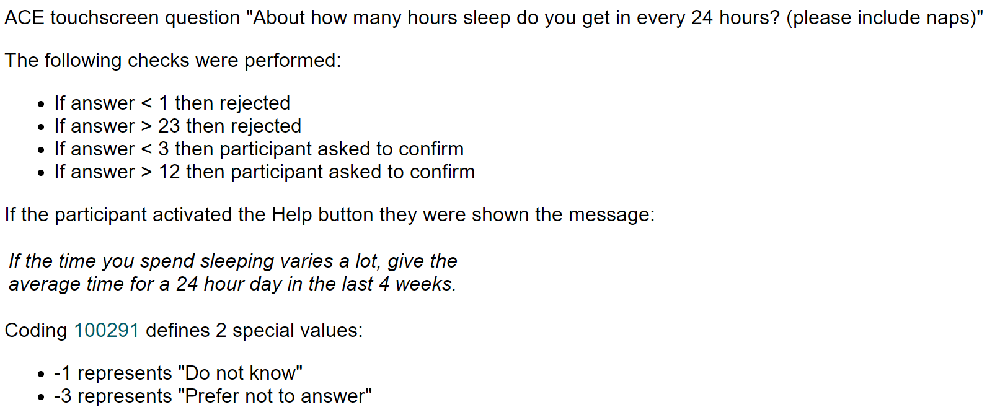 ACE touchscreen question "About how many hours sleep do you get in every 24 hours? (please include naps)"
The following checks were performed:
• If answer < 1 then rejected
• If answer > 23 then rejected
• If answer < 3 then participant asked to confirm
• If answer > 12 then participant asked to confirm
If the participant activated the Help button they were shown the message:
If the time you spend sleeping varies a lot, give the
average time for a 24 hour day in the last 4 weeks.
Coding 100291 defines 2 special values:
• -1 represents "Do not know"
• -3 represents "Prefer not to answer"